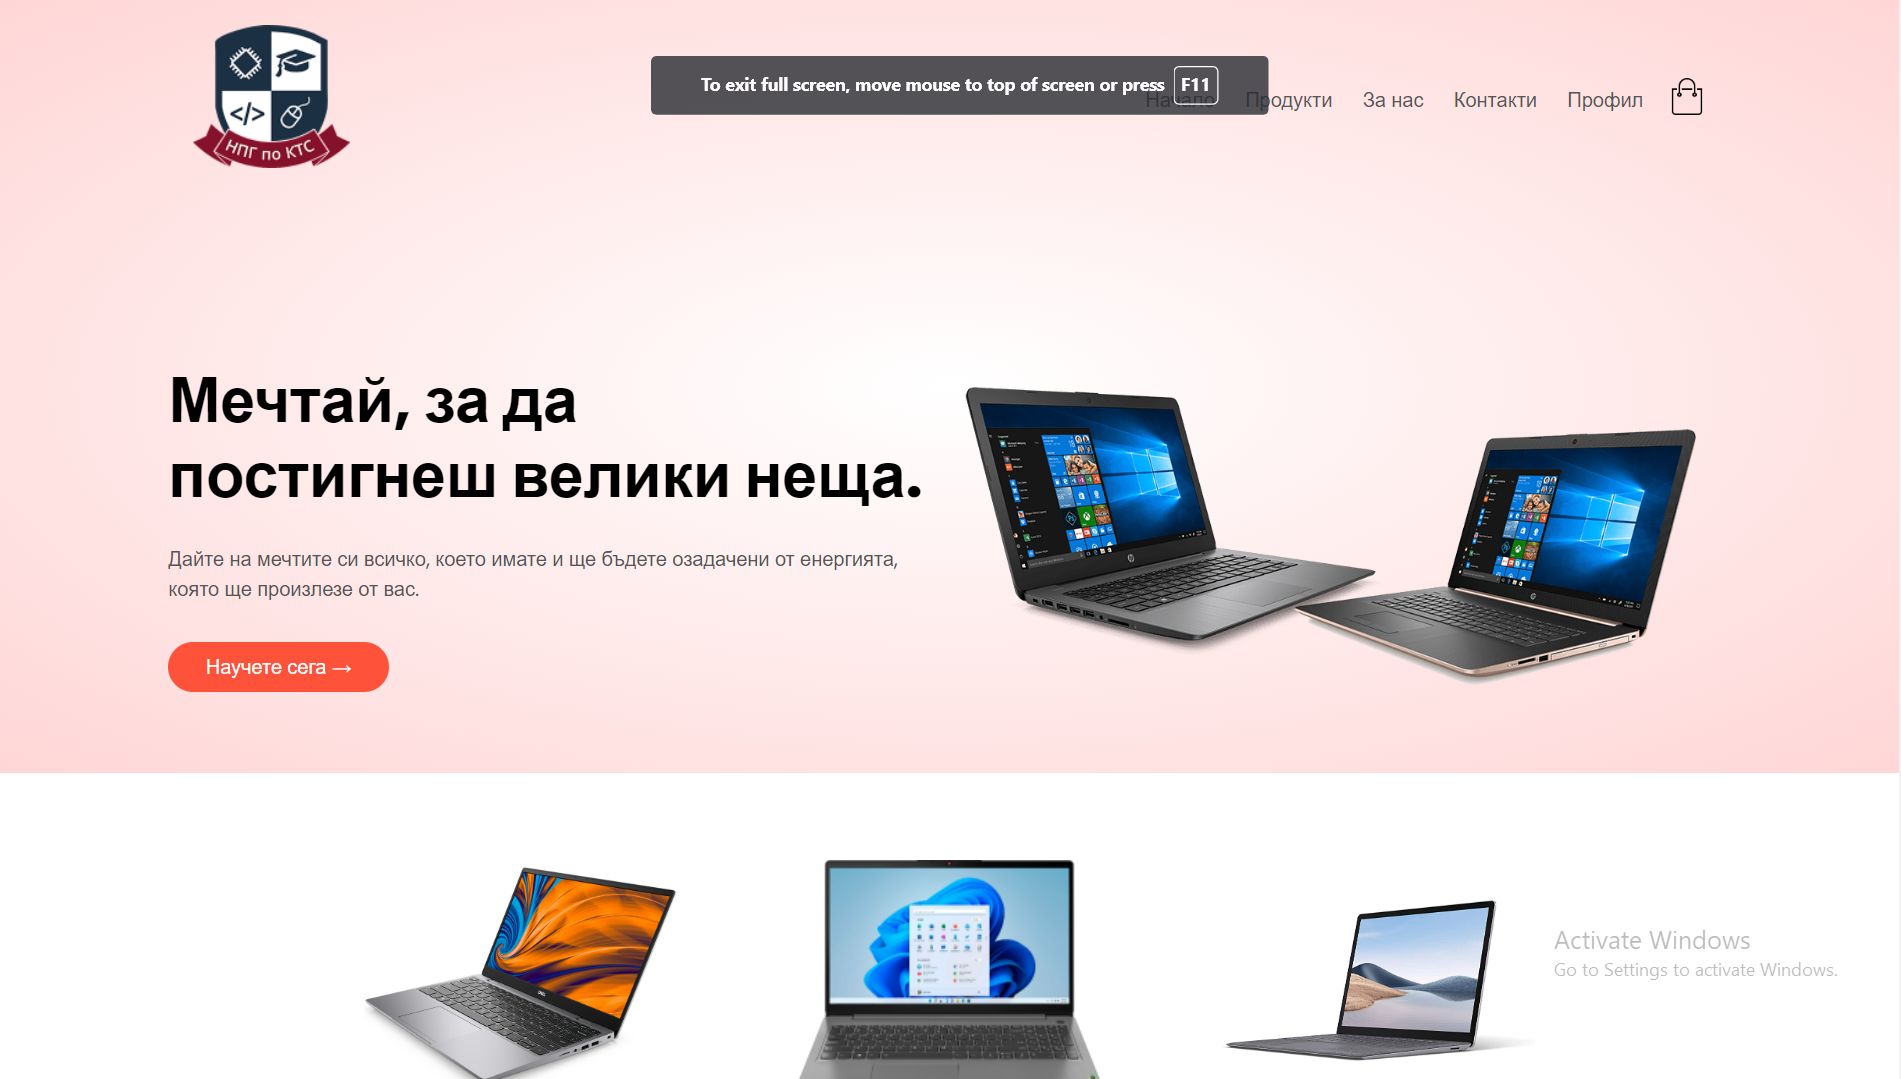 НПГ по КТС
To exit full screen, move mouse to top of screen or press F11
Начало Продукти За нас Контакти Профил
Мечтай, за да
постигнеш велики неща.
Дайте на мечтите си всичко, което имате и ще бъдете озадачени от енергията,
която ще произлезе от вас.
Научете сега →
Activate Windows
Go to Settings to activate Windows.